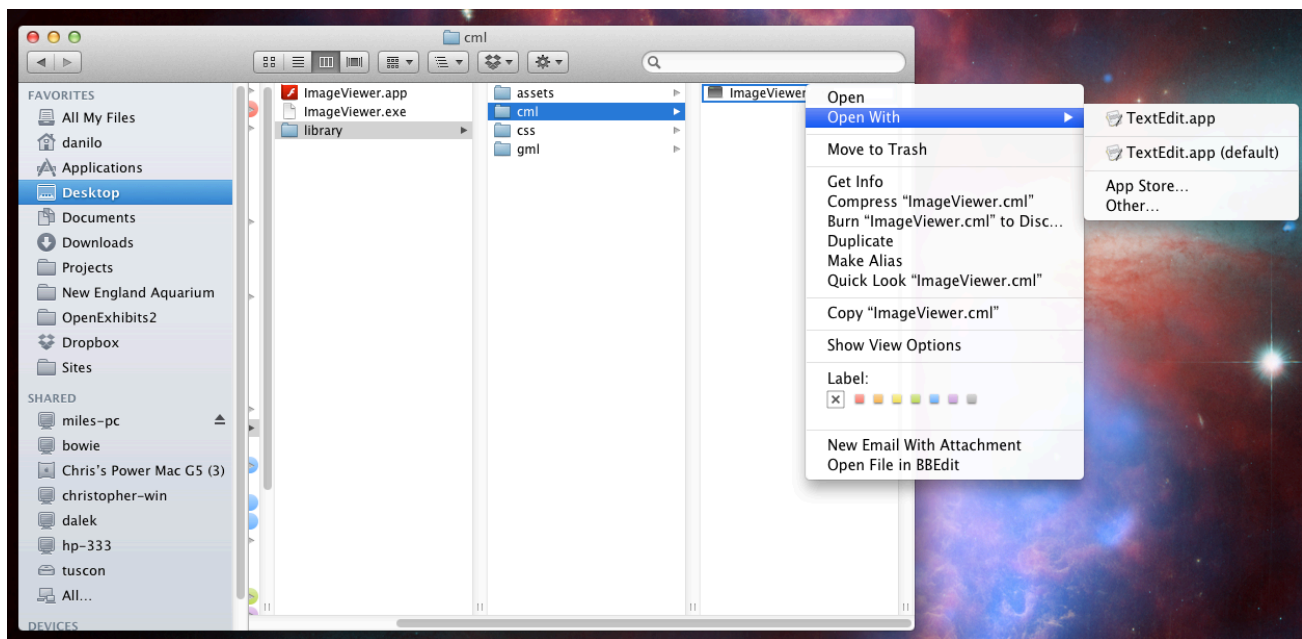 cml
FAVORITES
All My Files
danilo
Applications
Desktop
Documents
Downloads
Projects
New England Aquarium
OpenExhibits2
Dropbox
Sites
SHARED
miles-pc
bowie
Chris's Power Mac G5 (3)
christopher-win
dalek
hp-333
tuscon
All...
DEVICES
ImageViewer.app
ImageViewer.exe
library
assets
cml
css
gml
ImageViewer
Open
Open With
Move to Trash
Get Info
Compress “ImageViewer.cml”
Burn “ImageViewer.cml” to Disc...
Duplicate
Make Alias
Quick Look “ImageViewer.cml”
Copy “ImageViewer.cml”
Show View Options
Label:
New Email With Attachment
Open File in BBEdit
TextEdit.app
TextEdit.app (default)
App Store...
Other...